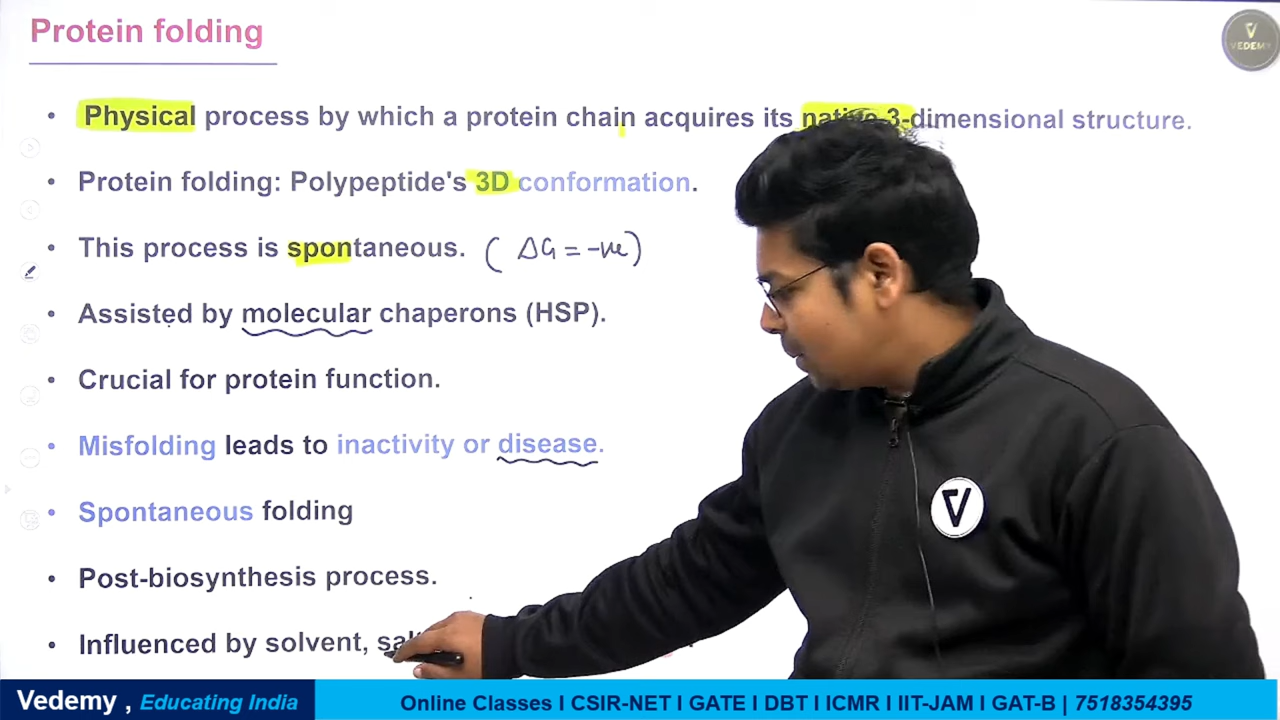 Protein folding
V
VEDEMY
• Physical process by which a protein chain acquires its native 3-dimensional structure.
• Protein folding: Polypeptide's 3D conformation.
• This process is spontaneous. ( ΔG = -ve)
• Assisted by molecular chaperons (HSP).
• Crucial for protein function.
• Misfolding leads to inactivity or disease.
• Spontaneous folding
• Post-biosynthesis process.
• Influenced by solvent,
V
Vedemy , Educating India
Online Classes I CSIR-NET I GATE I DBT I ICMR I IIT-JAM I GAT-B | 7518354395